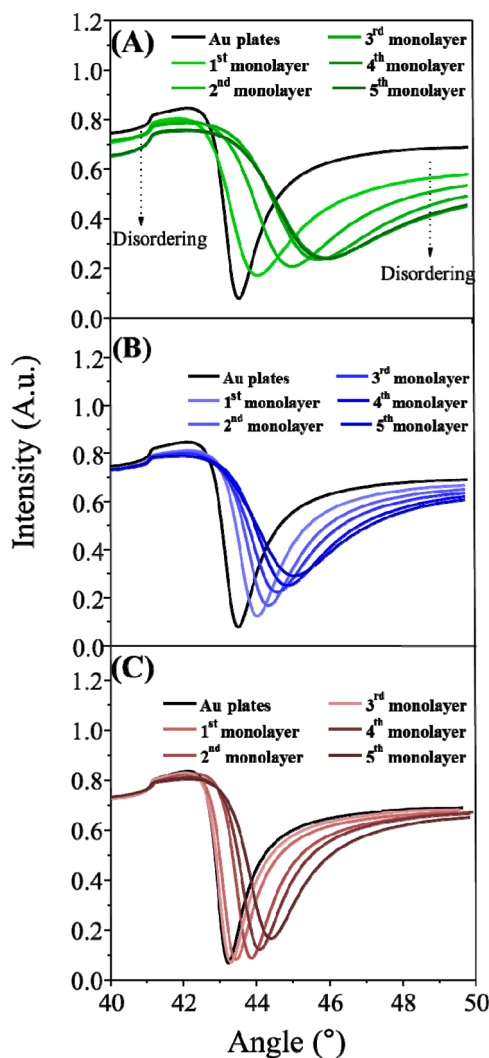 (A)
Au plates
1st monolayer
2nd monolayer
3rd monolayer
4th monolayer
5th monolayer
Disordering
Disordering
1.2
1.0
0.8
0.6
0.4
0.2
0.0
(B)
Au plates
1st monolayer
2nd monolayer
3rd monolayer
4th monolayer
5th monolayer
1.2
1.0
0.8
0.6
0.4
0.2
0.0
Intensity (A.u.)
(C)
Au plates
1st monolayer
2nd monolayer
3rd monolayer
4th monolayer
5th monolayer
1.2
1.0
0.8
0.6
0.4
0.2
0.0
40 42 44 46 48 50
Angle (°)